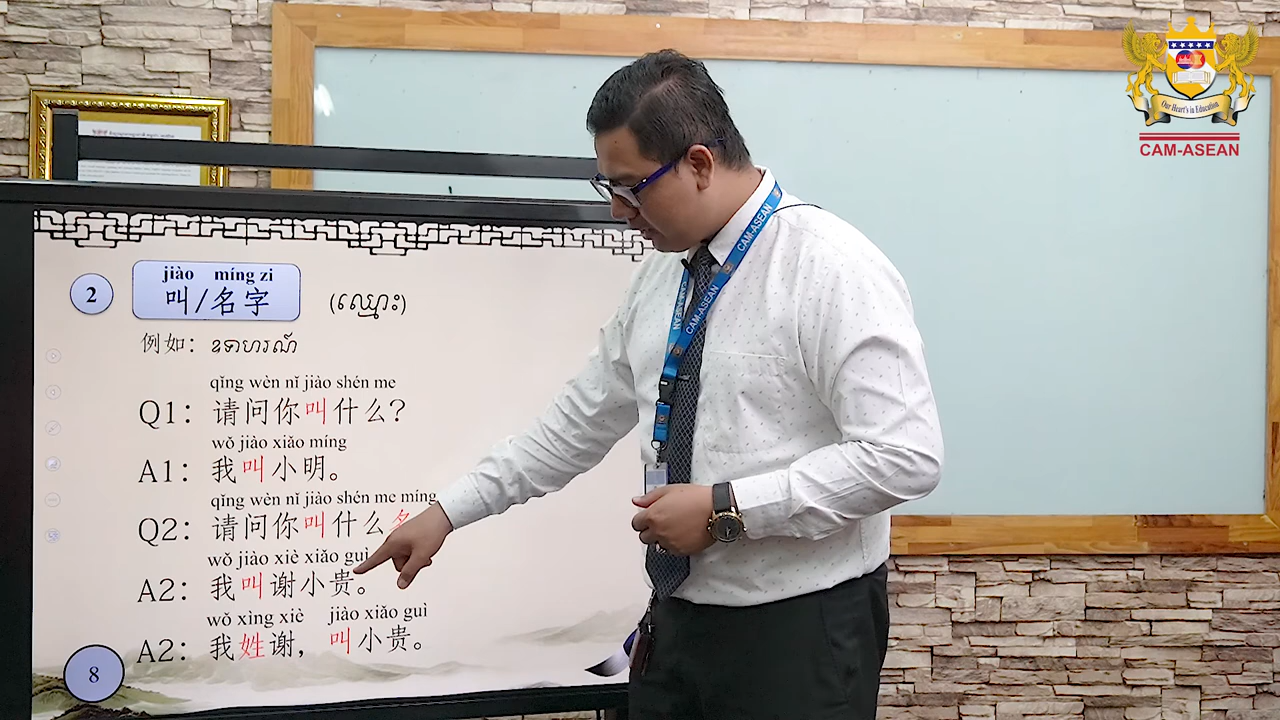 Our Heart's in Education
CAM-ASEAN
CAM-ASEAN
CAM-ASEAN
CAM-ASEAN
2
jiào míng zi
叫/名字
(ឈ្មោះ)
例如: ឧទាហរណ៍
qǐng wèn nǐ jiào shén me
Q1: 请问你叫什么?
wǒ jiào xiǎo míng
A1: 我叫小明。
qǐng wèn nǐ jiào shén me míng
Q2: 请问你叫什么
wǒ jiào xiè xiǎo guì
A2: 我叫谢小贵。
wǒ xìng xiè jiào xiǎo guì
A2: 我姓谢, 叫小贵。
8